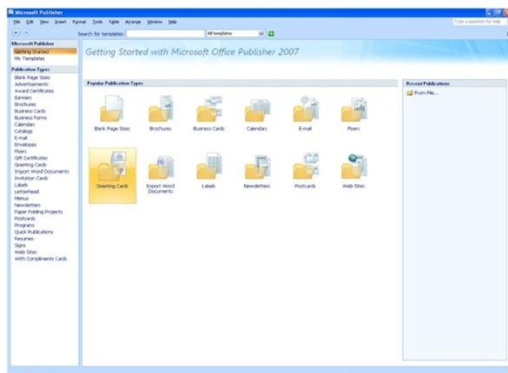 Microsoft Publisher
File Edit View Insert Format Tools Table Arrange Window Help
Type a question for help
Search for templates: All templates
Microsoft Publisher
Getting Started
My Templates
Publication Types
Blank Page Sizes
Advertisements
Award Certificates
Banners
Brochures
Business Cards
Business Forms
Calendars
Catalogs
E-mail
Envelopes
Flyers
Gift Certificates
Greeting Cards
Import Word Documents
Invitation Cards
Labels
Letterhead
Menus
Newsletters
Paper Folding Projects
Postcards
Programs
Quick Publications
Resumes
Signs
Web Sites
With Compliments Cards
Getting Started with Microsoft Office Publisher 2007
Popular Publication Types
Blank Page Sizes
Brochures
Business Cards
Calendars
E-mail
Flyers
Greeting Cards
Import Word
Documents
Labels
Newsletters
Postcards
Web Sites
Recent Publications
From File...